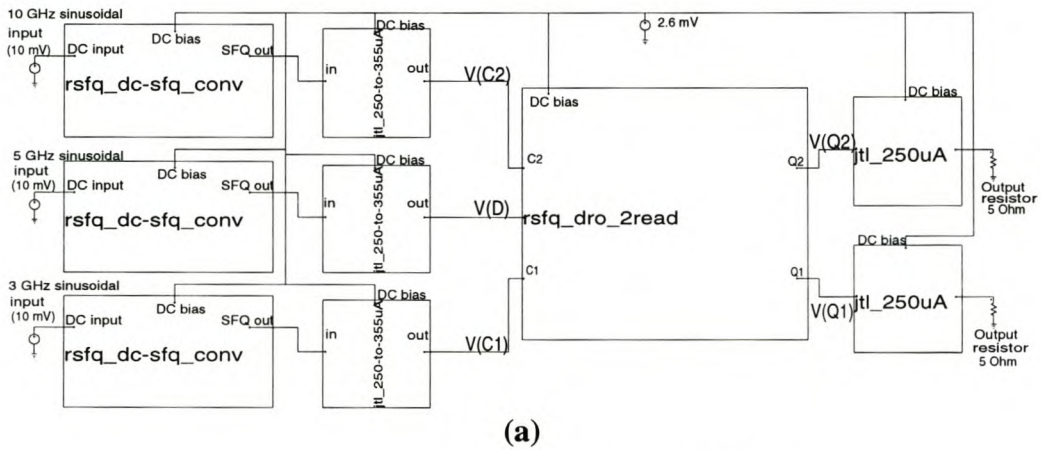 10 GHz sinusoidal
input
(10 mV)
DC input
DC bias
SFQ out
rsfq_dc-sfq_conv
DC bias
in
out
jtl_250-to-355uA
V(C2)
2.6 mV
DC bias
C2
Q2
V(Q2)
DC bias
jtl_250uA
Output
resistor
5 Ohm
5 GHz sinusoidal
input
(10 mV)
DC input
DC bias
SFQ out
rsfq_dc-sfq_conv
DC bias
in
out
jtl_250-to-355uA
V(D)
rsfq_dro_2read
C1
Q1
V(Q1)
DC bias
jtl_250uA
Output
resistor
5 Ohm
3 GHz sinusoidal
input
(10 mV)
DC input
DC bias
SFQ out
rsfq_dc-sfq_conv
DC bias
in
out
jtl_250-to-355uA
V(C1)
(a)